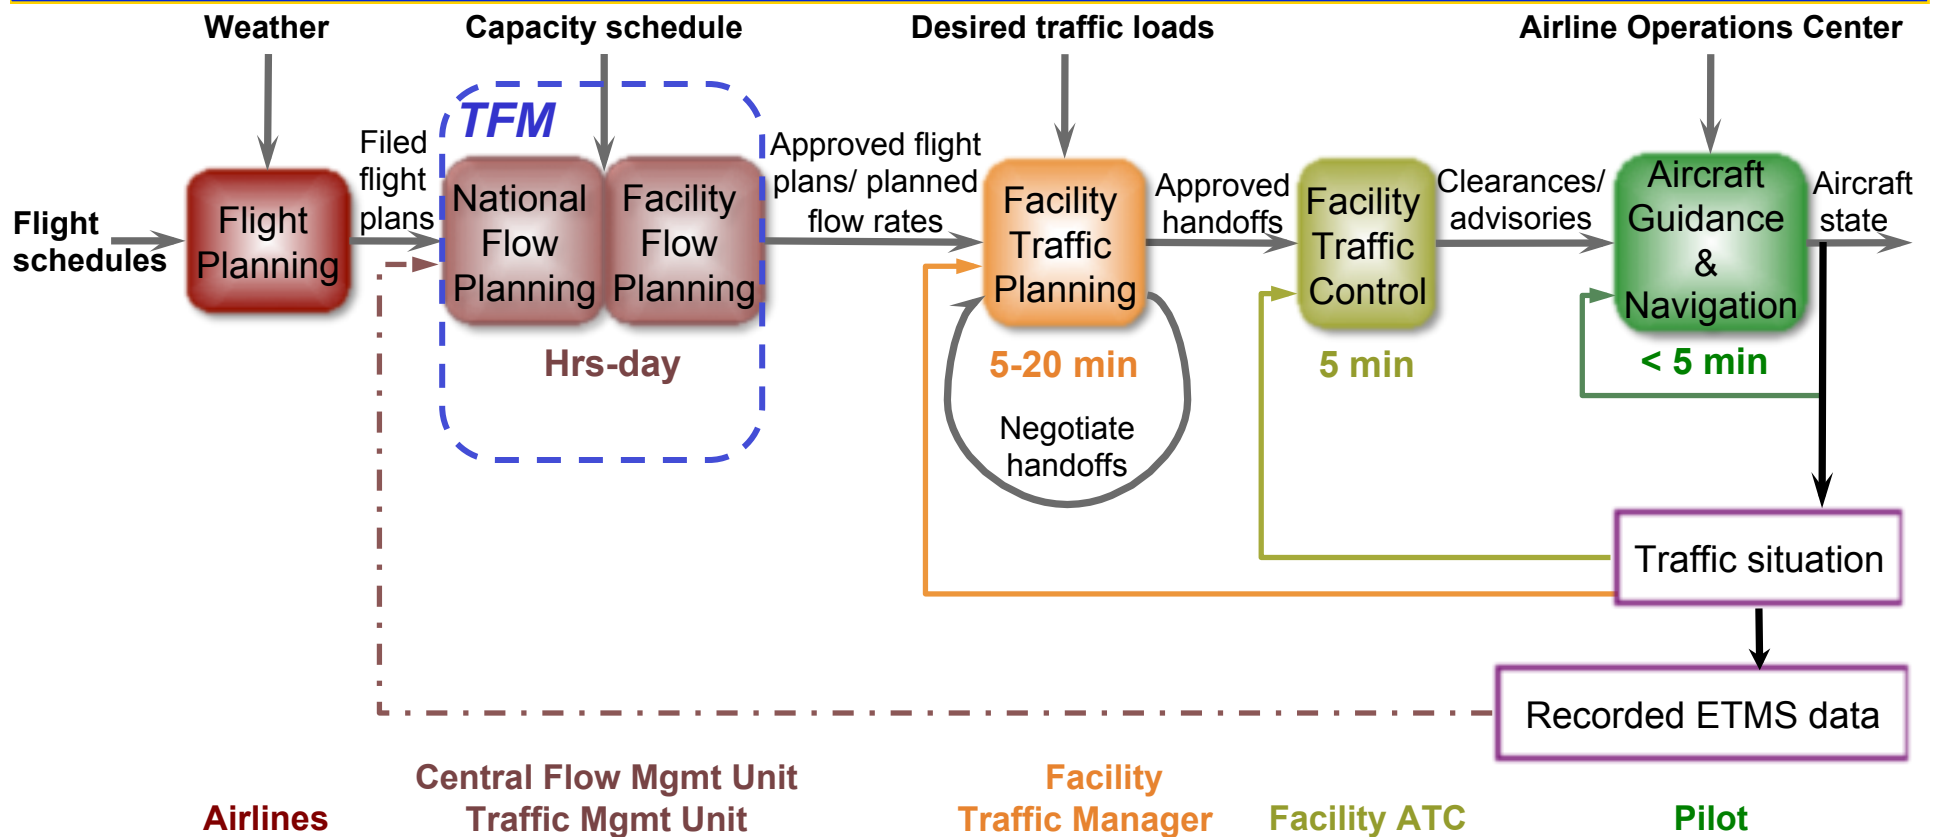 Weather
Capacity schedule
Desired traffic loads
Airline Operations Center
TFM
Flight
schedules
Flight
Planning
Filed
flight
plans
National
Flow
Planning
Facility
Flow
Planning
Hrs-day
Approved flight
plans/ planned
flow rates
Facility
Traffic
Planning
5-20 min
Negotiate
handoffs
Approved
handoffs
Facility
Traffic
Control
5 min
Clearances/
advisories
Aircraft
Guidance
&
Navigation
< 5 min
Aircraft
state
Traffic situation
Recorded ETMS data
Airlines
Central Flow Mgmt Unit
Traffic Mgmt Unit
Facility
Traffic Manager
Facility ATC
Pilot